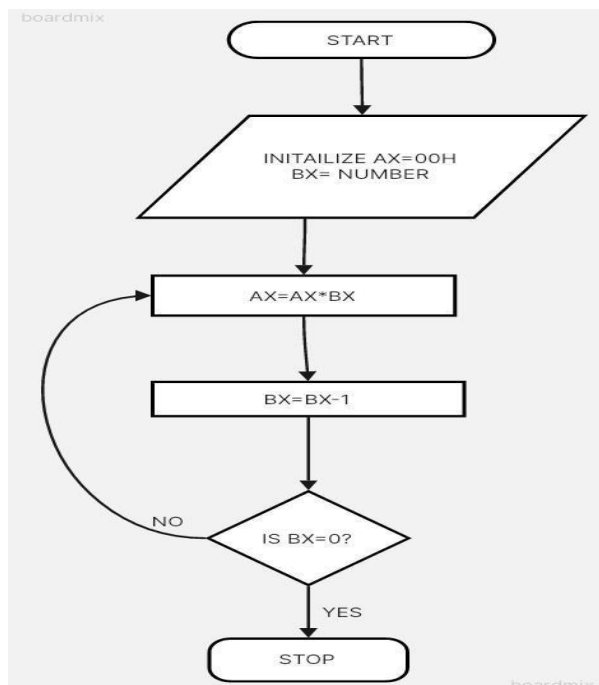 boardmix
START
INITAILIZE AX=00H
BX= NUMBER
AX=AX*BX
BX=BX-1
NO
IS BX=0?
YES
STOP
boardmix